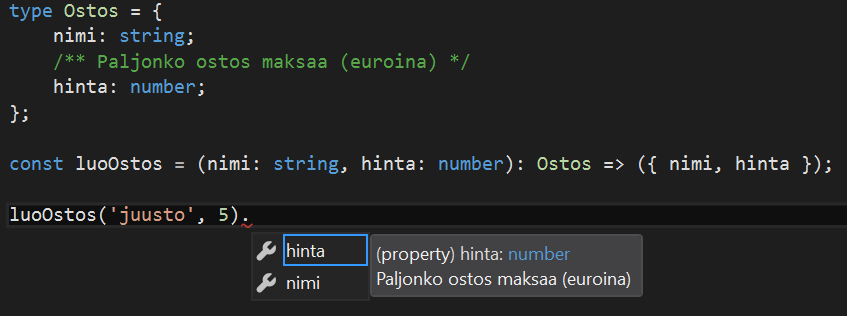 type Ostos = {
    nimi: string;
    /** Paljonko ostos maksaa (euroina) */
    hinta: number;
};

const luoOstos = (nimi: string, hinta: number): Ostos => ({ nimi, hinta });

luoOstos('juusto', 5).
hinta
(property) hinta: number
Paljonko ostos maksaa (euroina)
nimi